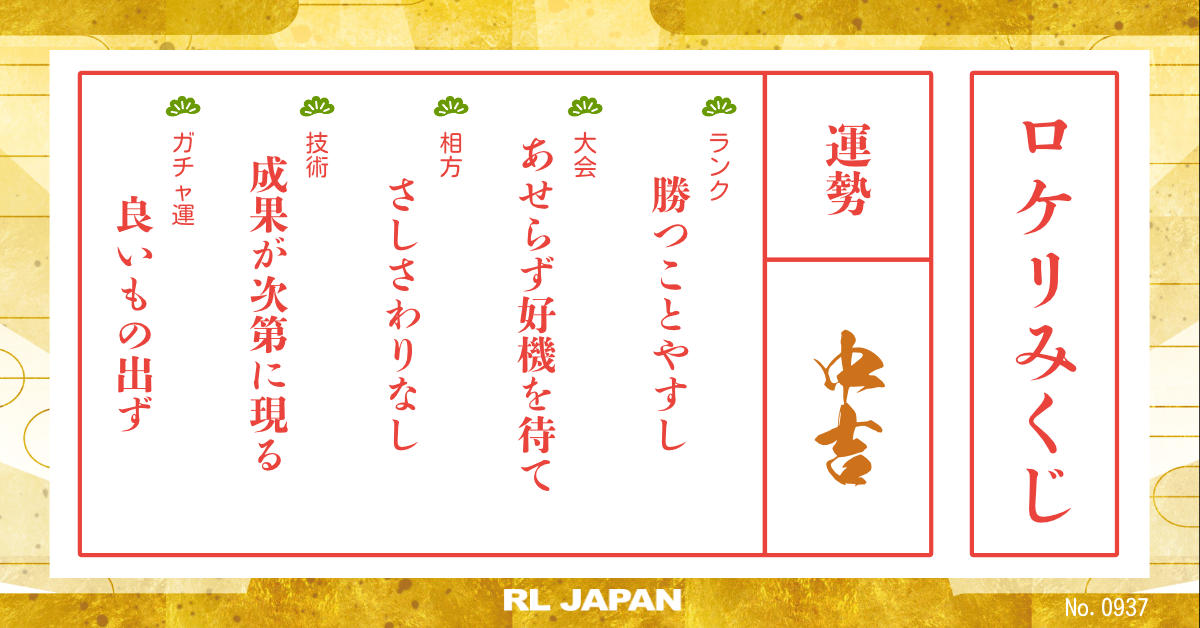 ロケリみくじ
運勢
中吉
ランク
勝つことやすし
大会
あせらず好機を待て
相方
さしさわりなし
技術
成果が次第に現る
ガチャ運
良いもの出ず
RL JAPAN
No. 0937